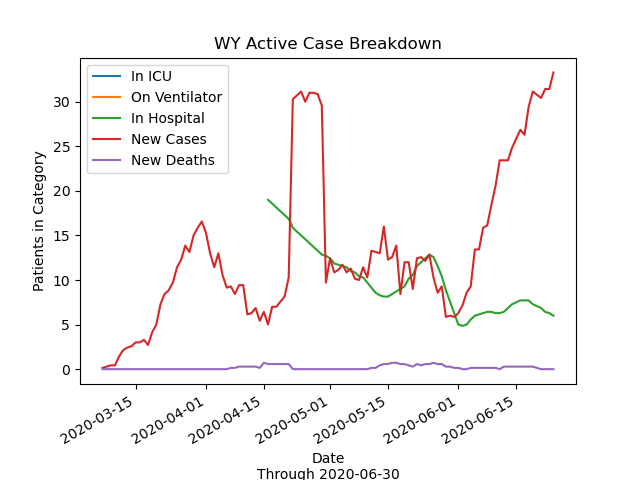 WY Active Case Breakdown
In ICU
On Ventilator
In Hospital
New Cases
New Deaths
Patients in Category
30
25
20
15
10
5
0
2020-03-15
2020-04-01
2020-04-15
2020-05-01
2020-05-15
2020-06-01
2020-06-15
Date
Through 2020-06-30